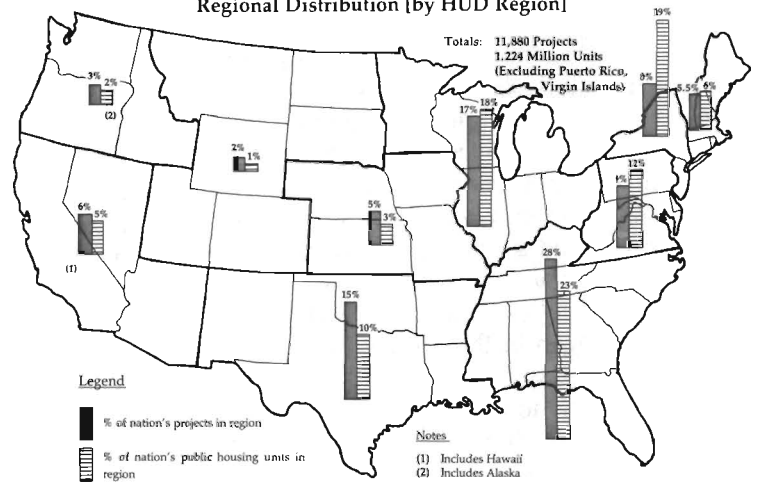 Regional Distribution [by HUD Region]
Totals: 11,880 Projects
1.224 Million Units
(Excluding Puerto Rico,
Virgin Islands)
19%
8%
5.5%
6%
3%
2%
(2)
17%
18%
2%
1%
12%
6%
5%
(1)
5%
3%
28%
23%
15%
10%
Legend
% of nation's projects in region
% of nation's public housing units in
region
Notes
(1) Includes Hawaii
(2) Includes Alaska